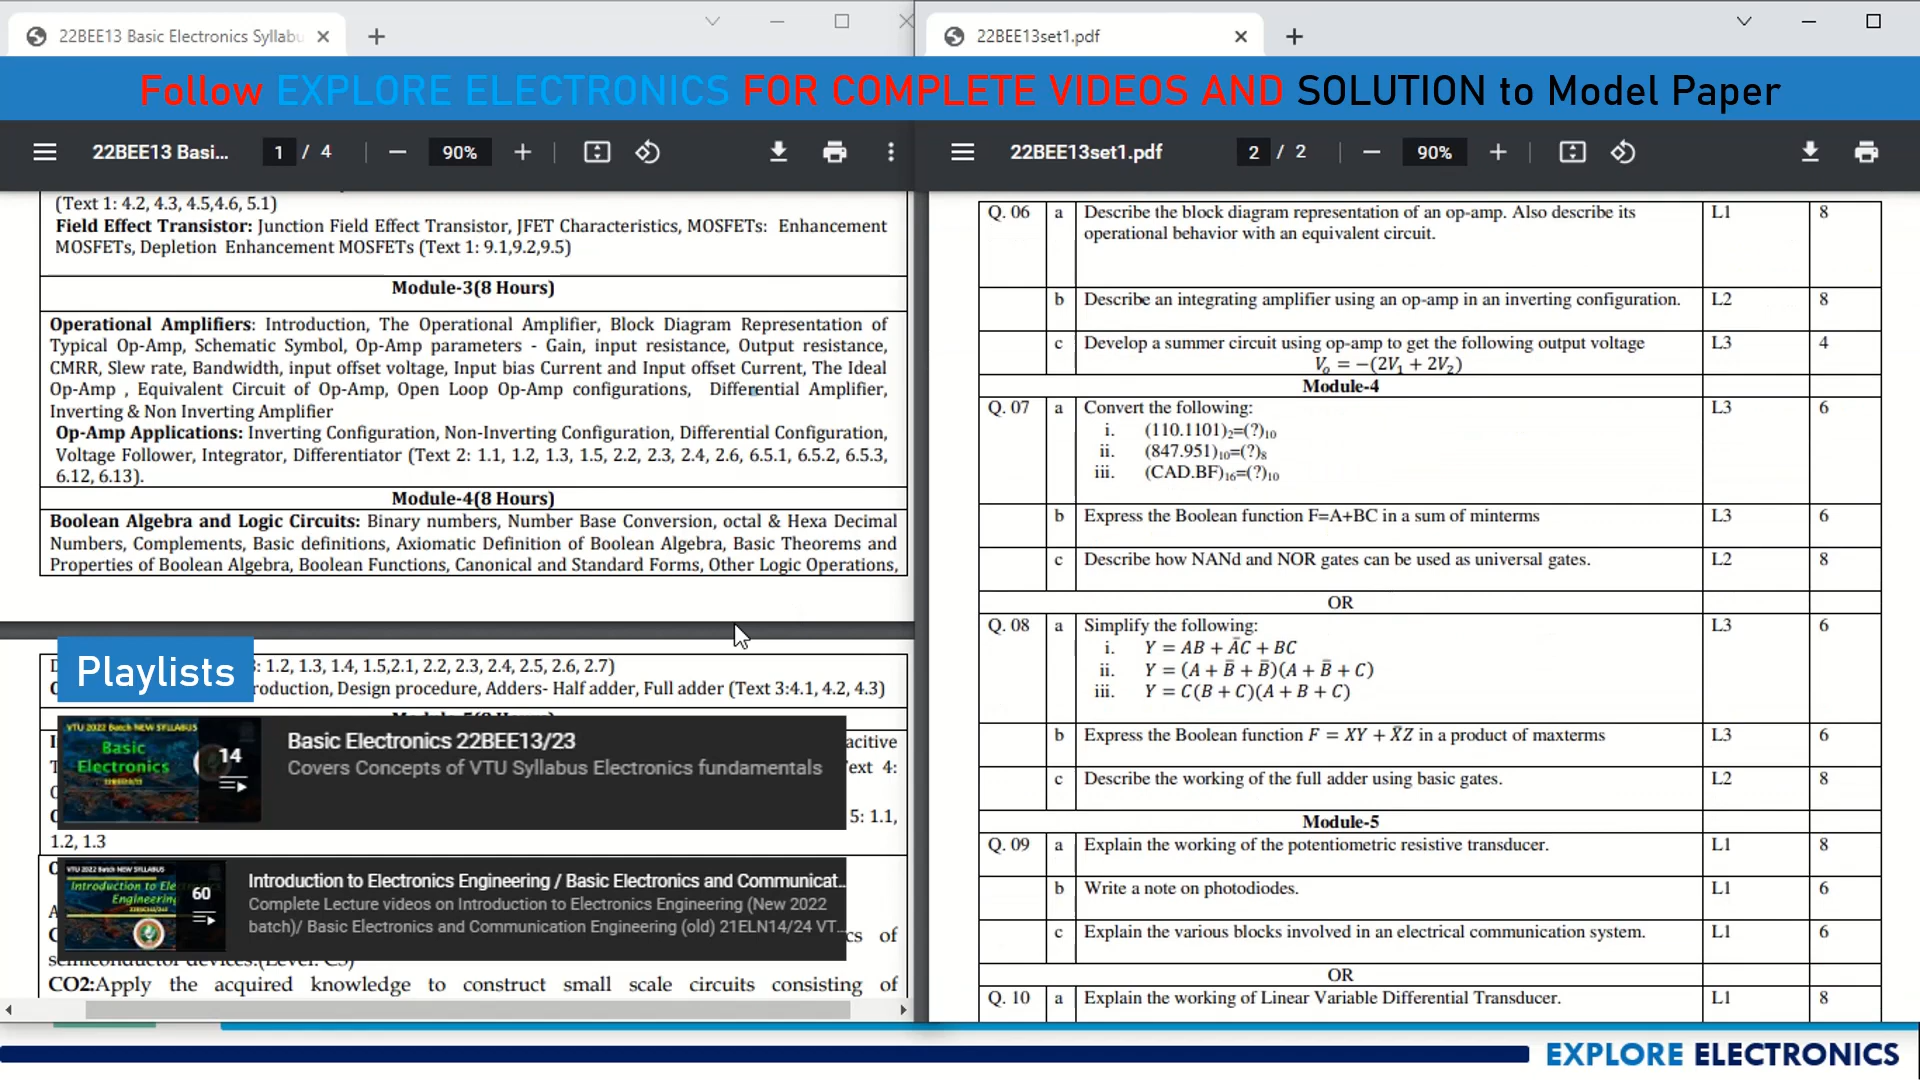 22BEE13 Basic Electronics Syllabu
22BEE13set1.pdf
Follow EXPLORE ELECTRONICS FOR COMPLETE VIDEOS AND SOLUTION to Model Paper
22BEE13 Basi... 1 / 4 90%
22BEE13set1.pdf 2 / 2 90%
(Text 1: 4.2, 4.3, 4.5,4.6, 5.1)
Field Effect Transistor: Junction Field Effect Transistor, JFET Characteristics, MOSFETs: Enhancement
MOSFETs, Depletion Enhancement MOSFETs (Text 1: 9.1,9.2,9.5)
Module-3(8 Hours)
Operational Amplifiers: Introduction, The Operational Amplifier, Block Diagram Representation of
Typical Op-Amp, Schematic Symbol, Op-Amp parameters - Gain, input resistance, Output resistance,
CMRR, Slew rate, Bandwidth, input offset voltage, Input bias Current and Input offset Current, The Ideal
Op-Amp , Equivalent Circuit of Op-Amp, Open Loop Op-Amp configurations, Differential Amplifier,
Inverting & Non Inverting Amplifier
Op-Amp Applications: Inverting Configuration, Non-Inverting Configuration, Differential Configuration,
Voltage Follower, Integrator, Differentiator (Text 2: 1.1, 1.2, 1.3, 1.5, 2.2, 2.3, 2.4, 2.6, 6.5.1, 6.5.2, 6.5.3,
6.12, 6.13).
Module-4(8 Hours)
Boolean Algebra and Logic Circuits: Binary numbers, Number Base Conversion, octal & Hexa Decimal
Numbers, Complements, Basic definitions, Axiomatic Definition of Boolean Algebra, Basic Theorems and
Properties of Boolean Algebra, Boolean Functions, Canonical and Standard Forms, Other Logic Operations,
Playlists
: 1.2, 1.3, 1.4, 1.5,2.1, 2.2, 2.3, 2.4, 2.5, 2.6, 2.7)
roduction, Design procedure, Adders- Half adder, Full adder (Text 3:4.1, 4.2, 4.3)
VTU 2022 Batch NEW SYLLABUS
Basic
Electronics
14
Basic Electronics 22BEE13/23
Covers Concepts of VTU Syllabus Electronics fundamentals
acitive
ext 4:
5: 1.1,
1.2, 1.3
VTU 2022 Batch NEW SYLLABUS
Introduction to Ele
Engineering
60
Introduction to Electronics Engineering / Basic Electronics and Communicat...
Complete Lecture videos on Introduction to Electronics Engineering (New 2022
batch)/ Basic Electronics and Communication Engineering (old) 21ELN14/24 VT...
cs of
CO2:Apply the acquired knowledge to construct small scale circuits consisting of
Q. 06 a Describe the block diagram representation of an op-amp. Also describe its L1 8
operational behavior with an equivalent circuit.
b Describe an integrating amplifier using an op-amp in an inverting configuration. L2 8
c Develop a summer circuit using op-amp to get the following output voltage L3 4
Vₒ = −(2V₁ + 2V₂)
Module-4
Q. 07 a Convert the following: L3 6
i. (110.1101)₂=(?)₁₀
ii. (847.951)₁₀=(?)₈
iii. (CAD.BF)₁₆=(?)₁₀
b Express the Boolean function F=A+BC in a sum of minterms L3 6
c Describe how NANd and NOR gates can be used as universal gates. L2 8
OR
Q. 08 a Simplify the following: L3 6
i. Y = AB + A̅C + BC
ii. Y = (A + B̅ + B̅)(A + B̅ + C)
iii. Y = C(B + C)(A + B + C)
b Express the Boolean function F = XY + X̅Z in a product of maxterms L3 6
c Describe the working of the full adder using basic gates. L2 8
Module-5
Q. 09 a Explain the working of the potentiometric resistive transducer. L1 8
b Write a note on photodiodes. L1 6
c Explain the various blocks involved in an electrical communication system. L1 6
OR
Q. 10 a Explain the working of Linear Variable Differential Transducer. L1 8
EXPLORE ELECTRONICS